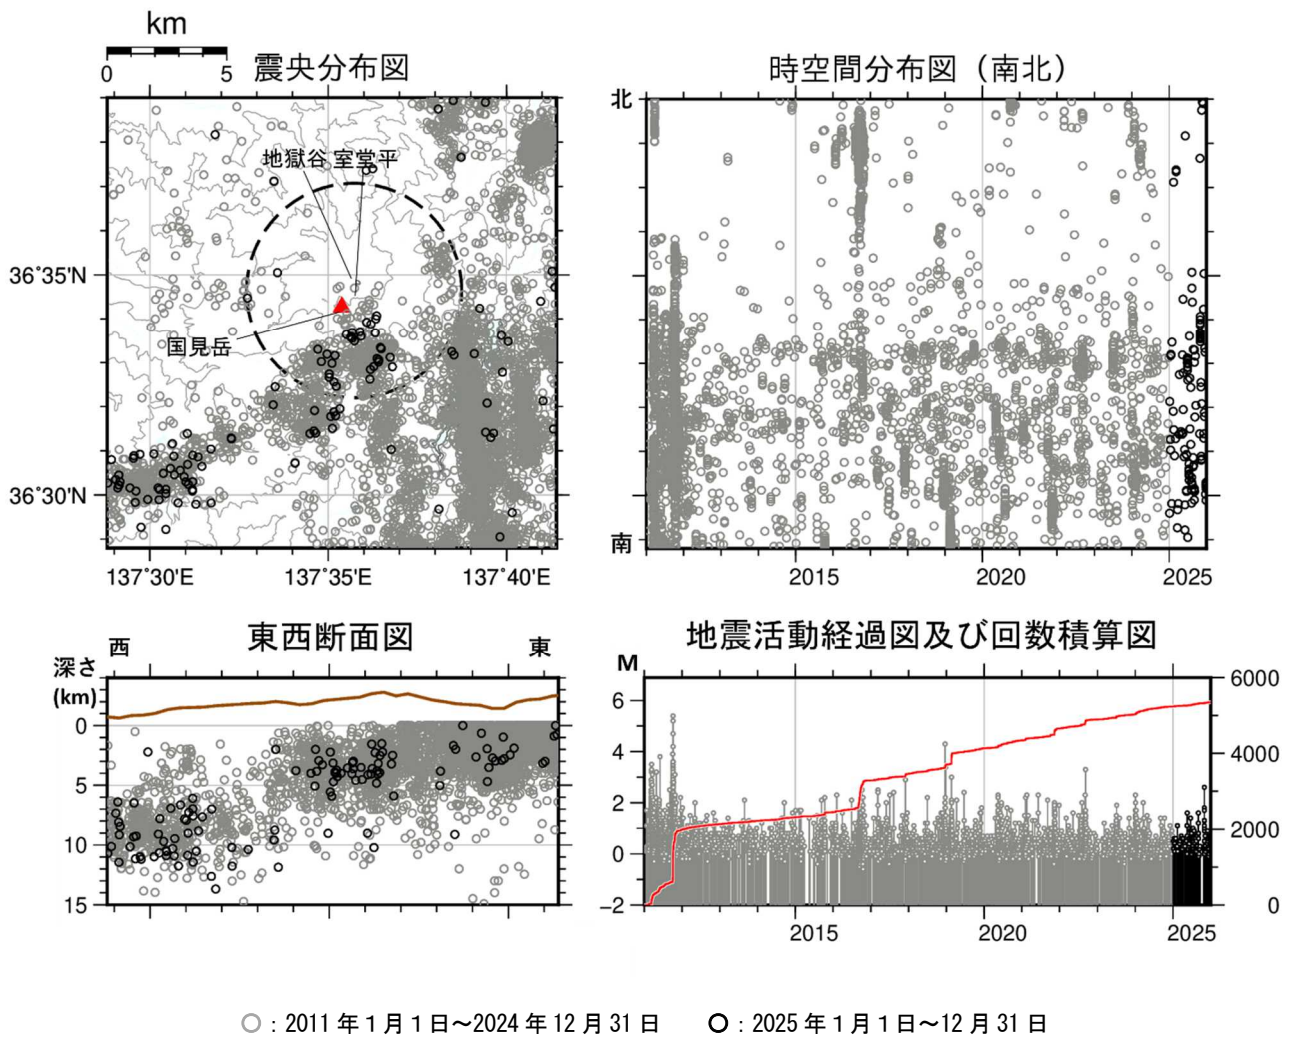 km
0 5
震央分布図
地獄谷 室堂平
36°35'N
国見岳
36°30'N
137°30'E 137°35'E 137°40'E
時空間分布図（南北）
北
南
2015 2020 2025
東西断面図
西 東
深さ
(km)
0
5
10
15
地震活動経過図及び回数積算図
M
6 6000
4 4000
2
2000
0
−2 0
2015 2020 2025
○：2011年１月１日～2024年12月31日 ○：2025年１月１日～12月31日